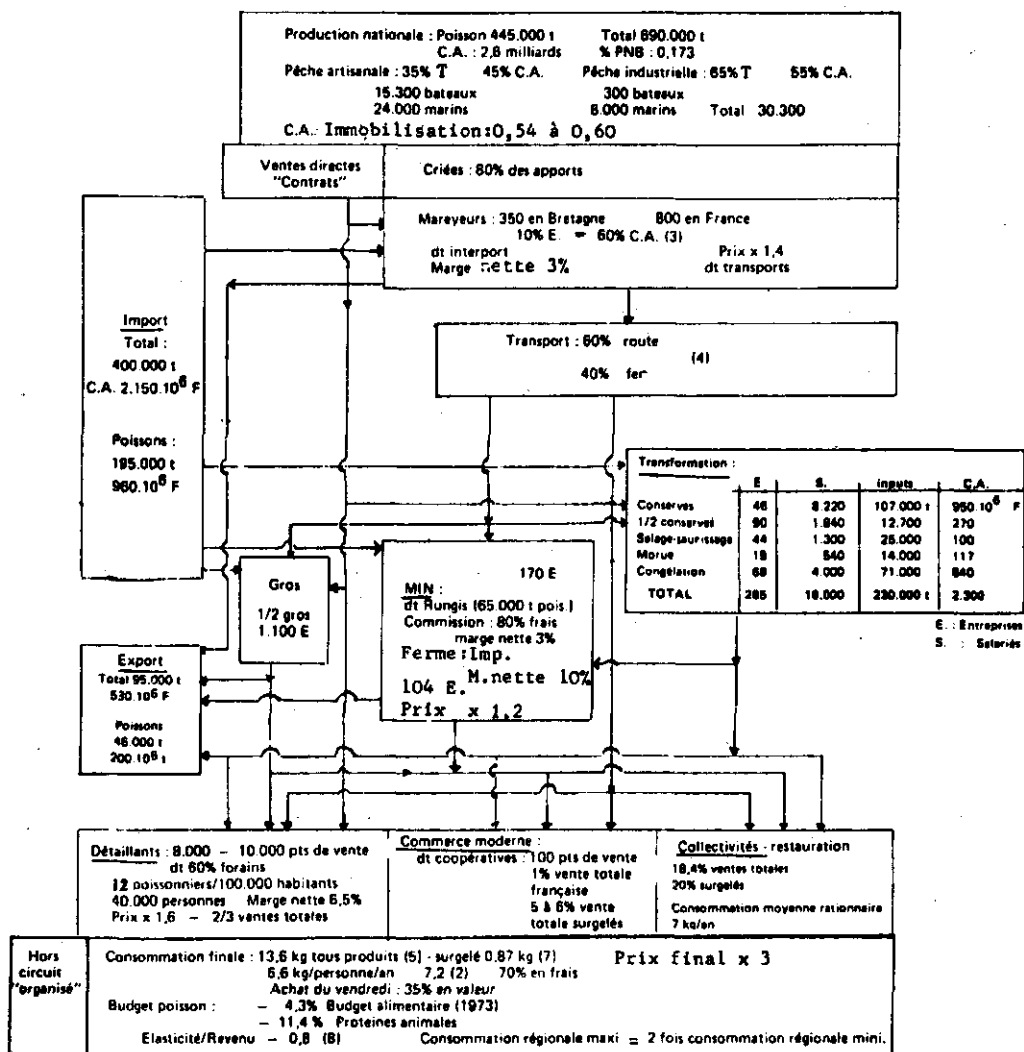 Production nationale : Poisson 445.000 t Total 690.000 t
C.A. : 2,6 milliards % PNB : 0,173
Pêche artisanale : 35% T 45% C.A. Pêche industrielle : 65% T 55% C.A.
15.300 bateaux 300 bateaux
24.000 marins 6.000 marins Total 30.300
C.A.: Immobilisation:0,54 à 0,60
Ventes directes
"Contrats"
Criées : 80% des apports
Mareyeurs : 350 en Bretagne 800 en France
10% E. = 60% C.A. (3)
dt interport Prix x 1,4
Marge nette 3% dt transports
Import
Total :
400.000 t
C.A. 2.150.10⁶ F
Poissons :
195.000 t
960.10⁶ F
Transport : 60% route
(4)
40% fer
Transformation :
E S. inputs C.A.
Conserves 46 8.220 107.000 t 950.10⁶ F
1/2 conserves 90 1.840 12.700 270
Salage-saurissage 44 1.300 25.000 100
Morue 19 640 14.000 117
Congélation 68 4.000 71.000 840
TOTAL 265 16.000 230.000 t 2.300
E. : Entreprises
S. : Salariés
Gros
1/2 gros
1.100 E
170 E
MIN :
dt Rungis (65.000 t pois.)
Commission : 80% frais
marge nette 3%
Ferme: Imp.
M.nette 10%
104 E.
Prix x 1,2
Export
Total 95.000 t
530.10⁶ F
Poissons
46.000 t
200.10⁶ t
Détaillants : 8.000 – 10.000 pts de vente
dt 60% forains
12 poissonniers/100.000 habitants
40.000 personnes Marge nette 6,5%
Prix x 1,6 – 2/3 ventes totales
Commerce moderne :
dt coopératives : 100 pts de vente
1% vente totale
française
5 à 6% vente
totale surgelés
Collectivités - restauration
18,4% ventes totales
20% surgelés
Consommation moyenne rationnaire
7 kg/an
Hors
circuit
"organisé"
Consommation finale : 13,6 kg tous produits (5) - surgelé 0,87 kg (7) Prix final x 3
6,6 kg/personne/an 7,2 (2) 70% en frais
Achat du vendredi : 35% en valeur
Budget poisson : – 4,3% Budget alimentaire (1973)
– 11,4% Proteines animales
Elasticité/Revenu – 0,8 (8) Consommation régionale maxi = 2 fois consommation régionale mini.